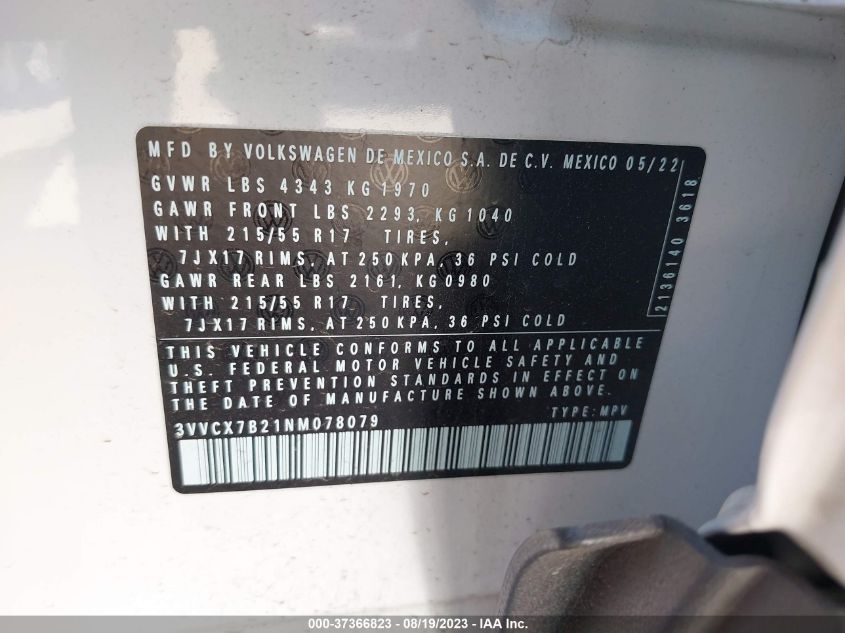 MFD BY VOLKSWAGEN DE MEXICO S.A. DE C.V. MEXICO 05/22
GVWR LBS 4343 KG 1970
GAWR FRONT LBS 2293, KG 1040
WITH 215/55 R17 TIRES,
7JX17 RIMS, AT 250 KPA, 36 PSI COLD
GAWR REAR LBS 2161, KG 0980
WITH 215/55 R17 TIRES,
7JX17 RIMS, AT 250 KPA, 36 PSI COLD
2136140 3618
THIS VEHICLE CONFORMS TO ALL APPLICABLE
U.S. FEDERAL MOTOR VEHICLE SAFETY AND
THEFT PREVENTION STANDARDS IN EFFECT ON
THE DATE OF MANUFACTURE SHOWN ABOVE.
3VVCX7B21NM078079 TYPE: MPV
000-37366823 - 08/19/2023 - IAA Inc.